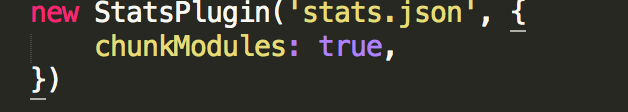 new StatsPlugin('stats.json', {
    chunkModules: true,
})